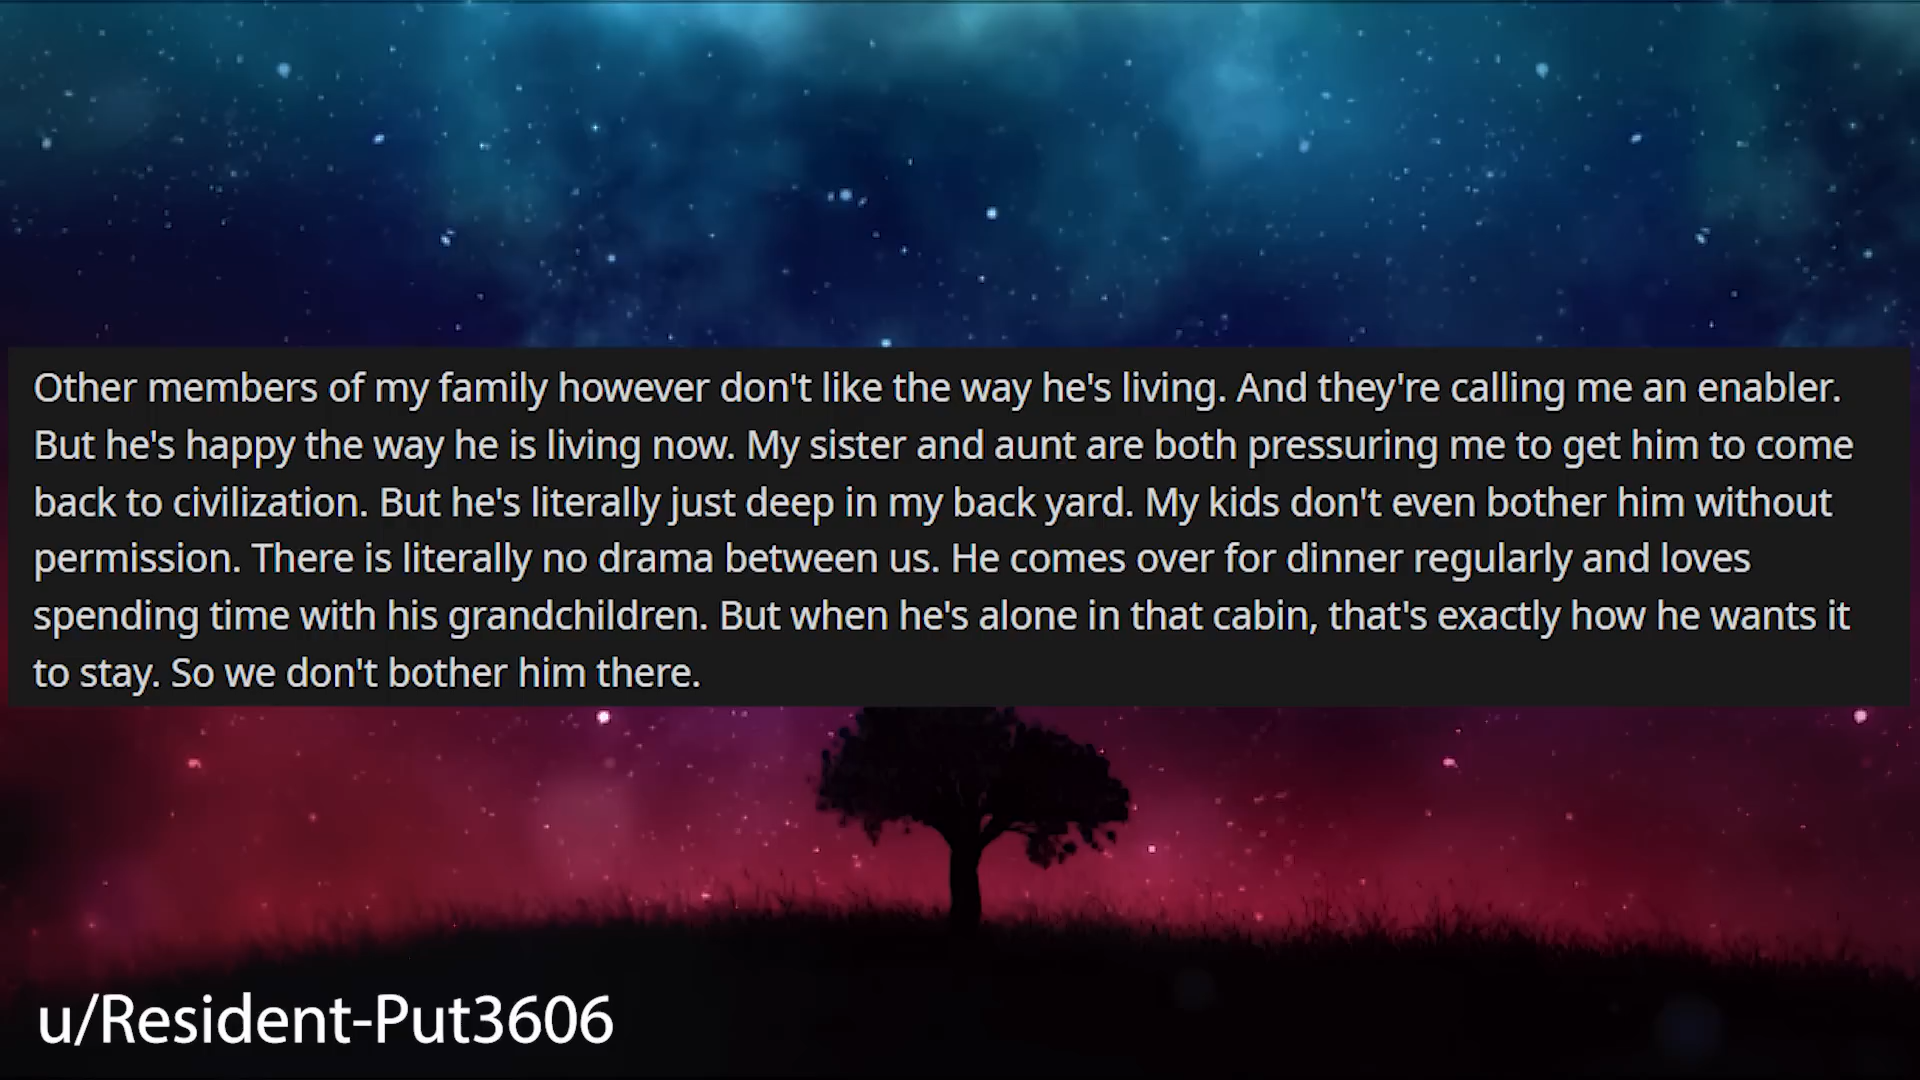 Other members of my family however don't like the way he's living. And they're calling me an enabler.
But he's happy the way he is living now. My sister and aunt are both pressuring me to get him to come
back to civilization. But he's literally just deep in my back yard. My kids don't even bother him without
permission. There is literally no drama between us. He comes over for dinner regularly and loves
spending time with his grandchildren. But when he's alone in that cabin, that's exactly how he wants it
to stay. So we don't bother him there.
u/Resident-Put3606